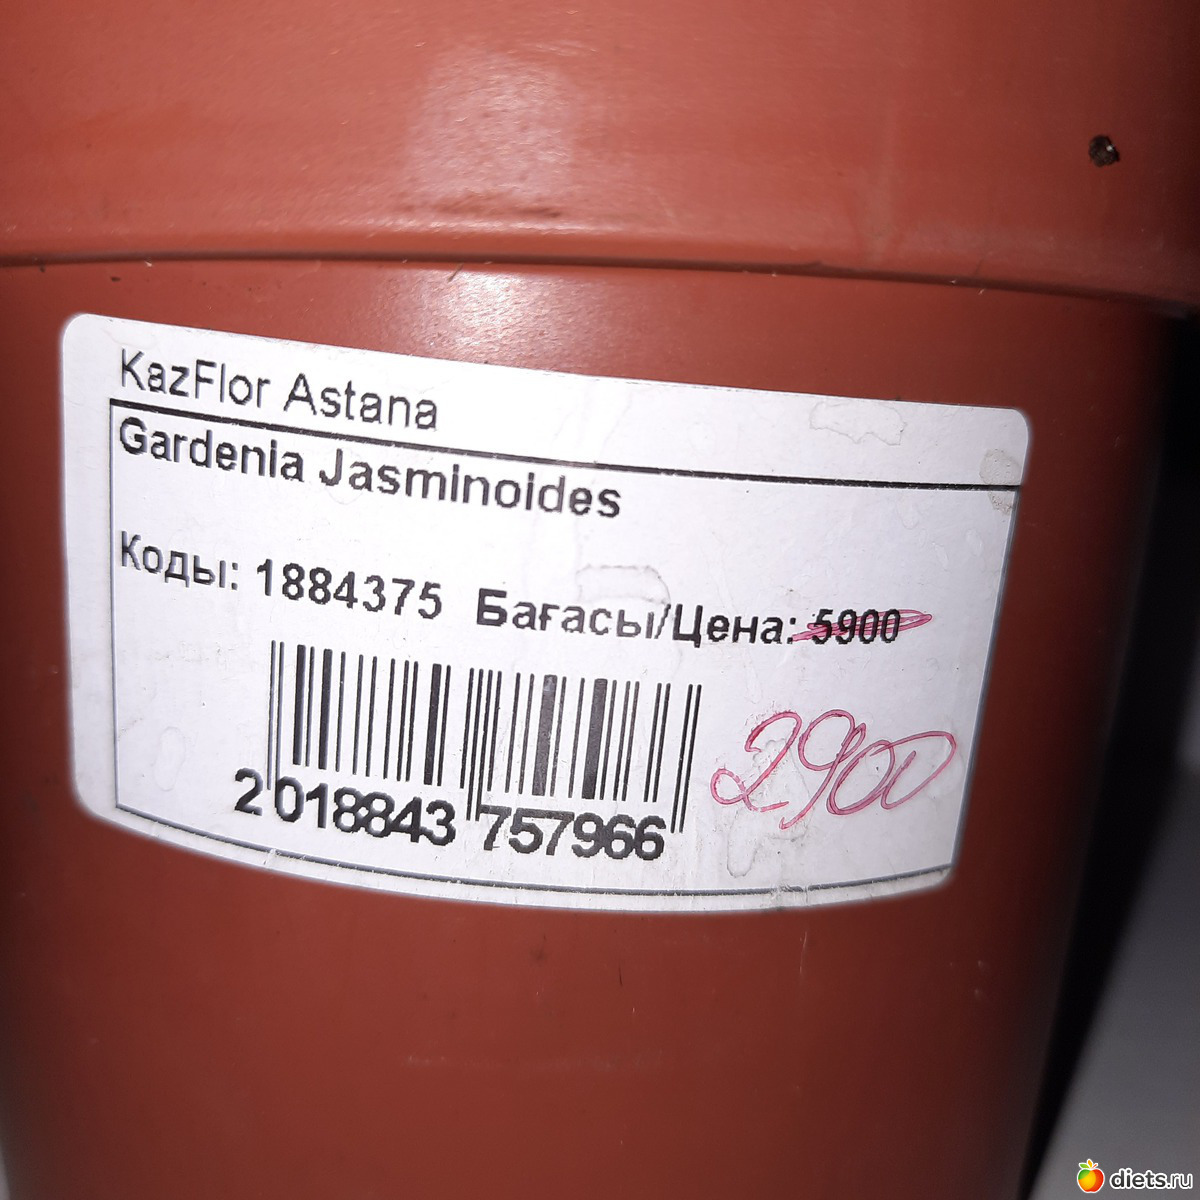 KazFlor Astana
Gardenia Jasminoides
Коды: 1884375 Бағасы/Цена: 5900
2900
2 018843 757966
diets.ru